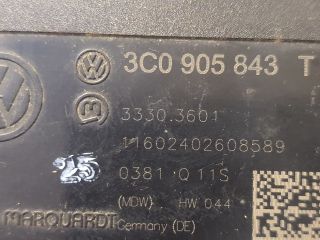 3C0 905 843 T
3330.3601
11602402608589
0381 Q 11S
(MDW) HW 044
MARQUARDT Germany (DE)